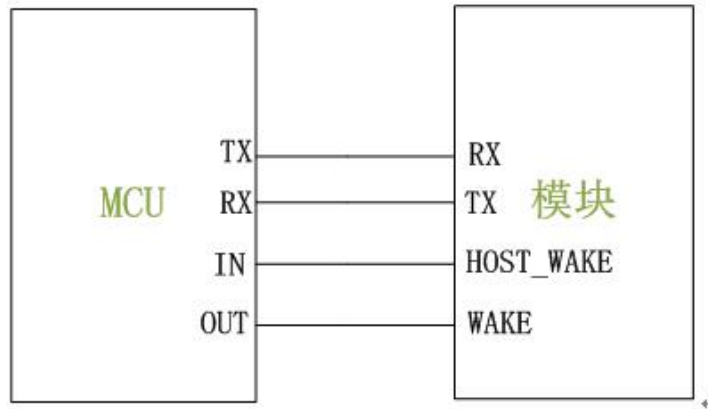 TX RX
MCU RX TX 模块
IN HOST_WAKE
OUT WAKE